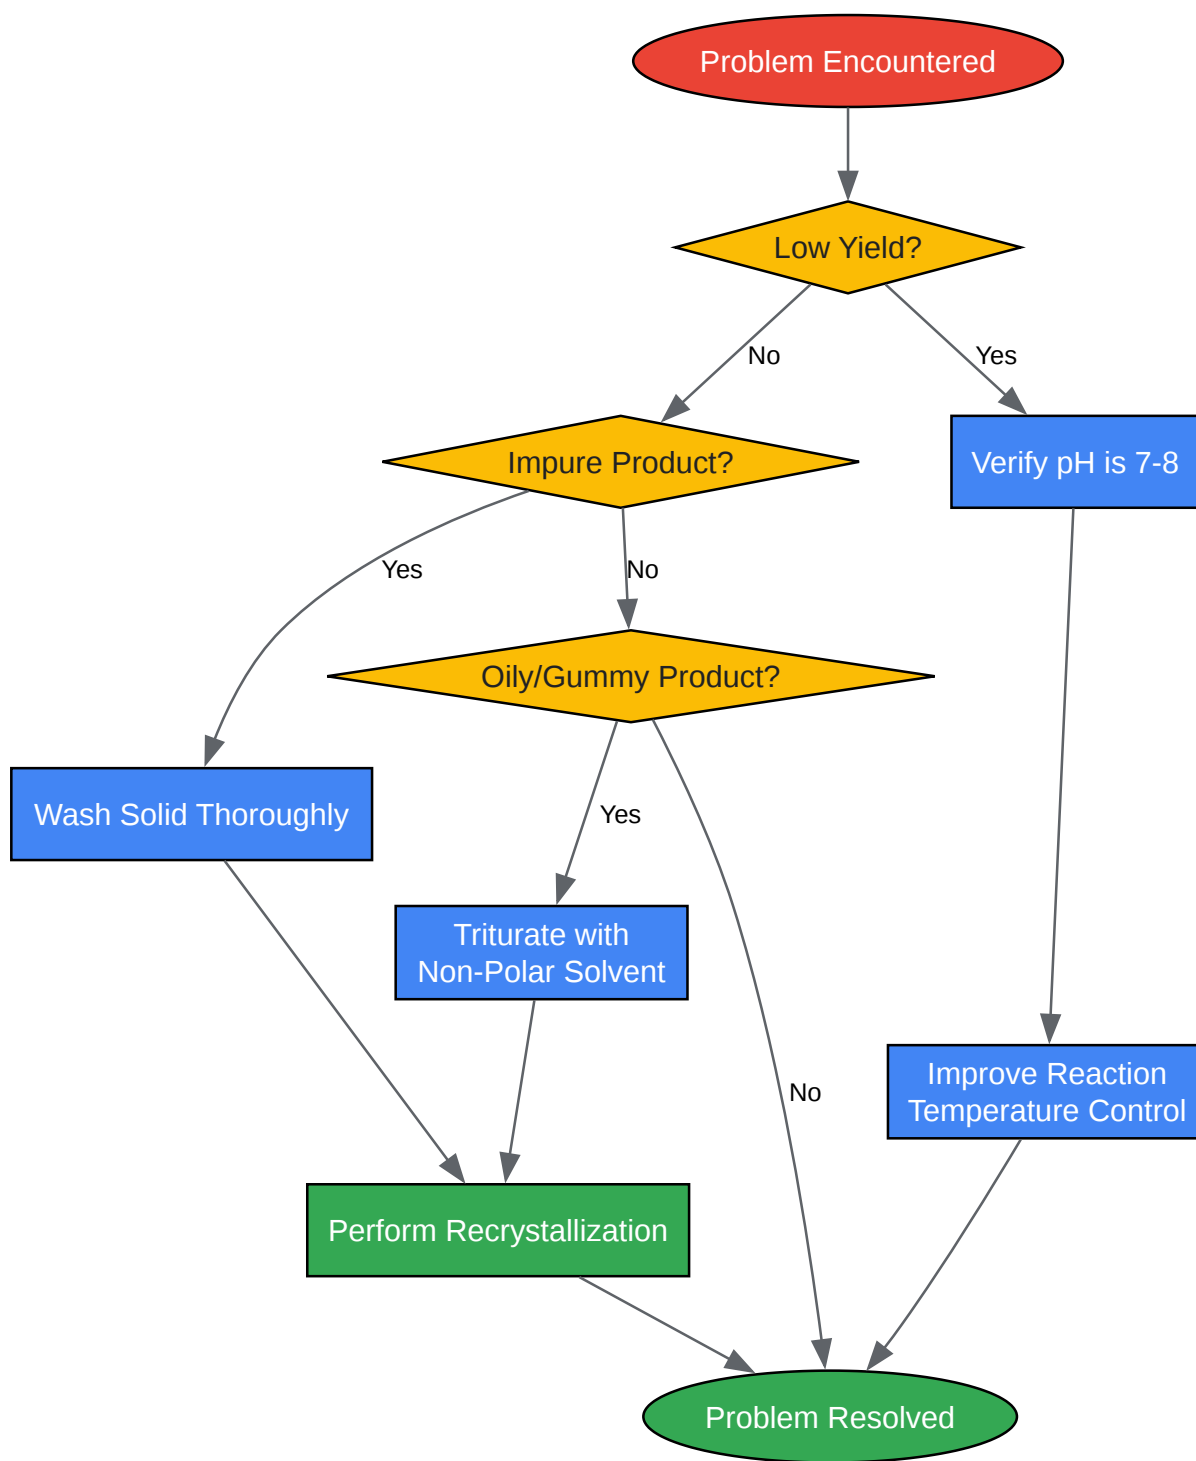 Problem Encountered
Low Yield?
No
Yes
Impure Product?
Verify pH is 7-8
Yes
No
Oily/Gummy Product?
Wash Solid Thoroughly
Yes
Triturate with
Non-Polar Solvent
No
Improve Reaction
Temperature Control
Perform Recrystallization
Problem Resolved